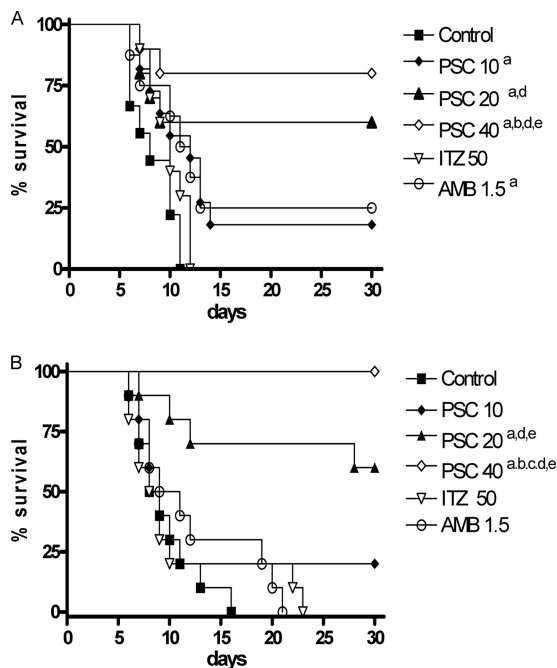 A
100
75
50
25
0
% survival
0 5 10 15 20 25 30
days
Control
PSC 10 a
PSC 20 a,d
PSC 40 a,b,d,e
ITZ 50
AMB 1.5 a
B
100
75
50
25
0
% survival
0 5 10 15 20 25 30
days
Control
PSC 10
PSC 20 a,d,e
PSC 40 a.b.c.d,e
ITZ 50
AMB 1.5